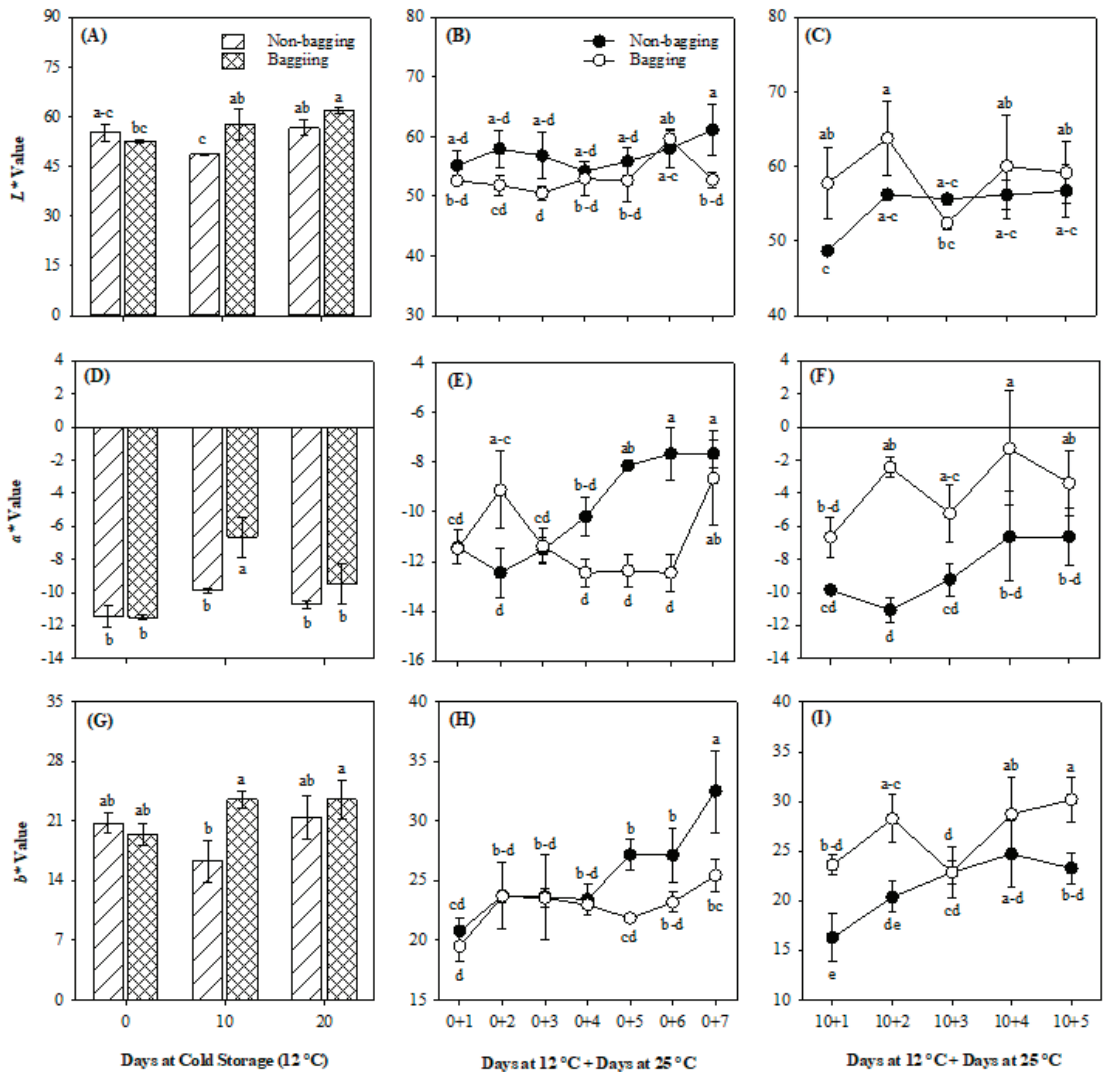 (A)
Non-bagging
Baggiing
90
75
60
45
30
15
0
L* Value
a-c
bc
c
ab
ab
a
(B)
Non-bagging
Bagging
80
70
60
50
40
30
a-d
a-d
a-d
a-d
a-d
ab
a
b-d
cd
d
b-d
b-d
a-c
b-d
(C)
80
70
60
50
40
ab
a
a-c
ab
ab
c
a-c
bc
a-c
a-c
(D)
4
2
0
-2
-4
-6
-8
-10
-12
-14
a* Value
b
b
b
a
b
b
(E)
-4
-6
-8
-10
-12
-14
-16
cd
a-c
cd
b-d
ab
a
a
d
d
d
d
ab
(F)
4
2
0
-2
-4
-6
-8
-10
-12
-14
b-d
ab
a-c
a
ab
cd
d
cd
b-d
b-d
(G)
35
28
21
14
7
0
b* Value
ab
ab
b
a
ab
a
0
10
20
Days at Cold Storage (12 °C)
(H)
40
35
30
25
20
15
cd
b-d
b-d
b-d
b
b
a
d
cd
b-d
bc
0+1
0+2
0+3
0+4
0+5
0+6
0+7
Days at 12 °C + Days at 25 °C
(I)
40
35
30
25
20
15
10
b-d
a-c
d
ab
a
e
de
cd
a-d
b-d
10+1
10+2
10+3
10+4
10+5
Days at 12 °C + Days at 25 °C